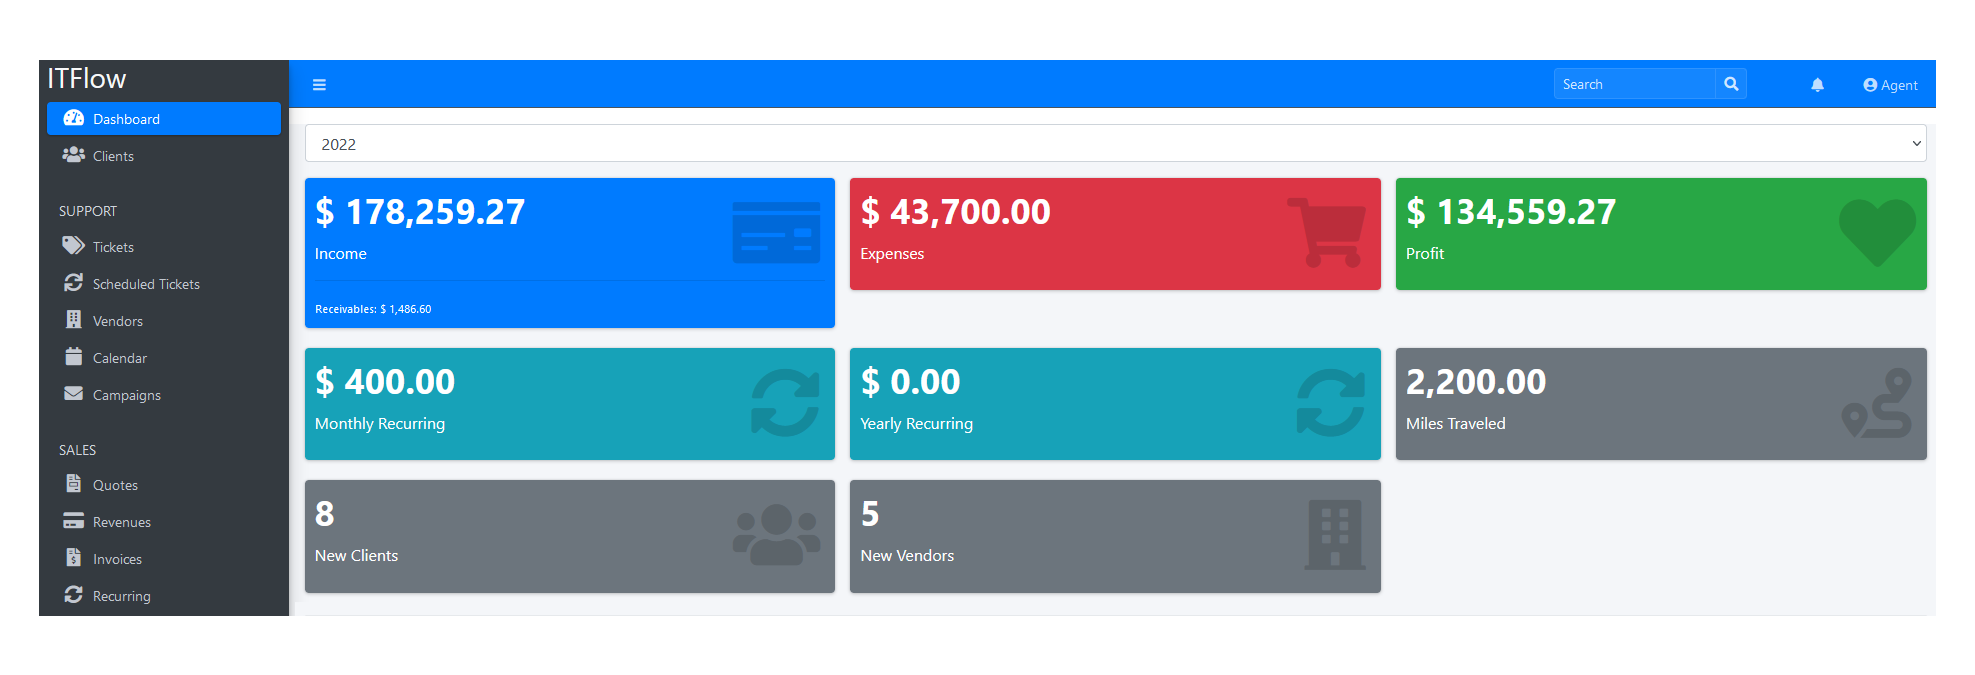 ITFlow
Dashboard
Clients
SUPPORT
Tickets
Scheduled Tickets
Vendors
Calendar
Campaigns
SALES
Quotes
Revenues
Invoices
Recurring
Search
Agent
2022
$ 178,259.27
Income
Receivables: $ 1,486.60
$ 43,700.00
Expenses
$ 134,559.27
Profit
$ 400.00
Monthly Recurring
$ 0.00
Yearly Recurring
2,200.00
Miles Traveled
8
New Clients
5
New Vendors